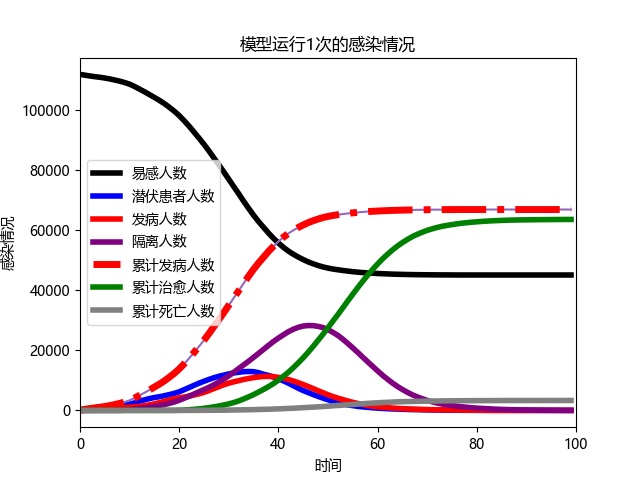 模型运行1次的感染情况
感染情况
100000
80000
60000
40000
20000
0
易感人数
潜伏患者人数
发病人数
隔离人数
累计发病人数
累计治愈人数
累计死亡人数
0 20 40 60 80 100
时间